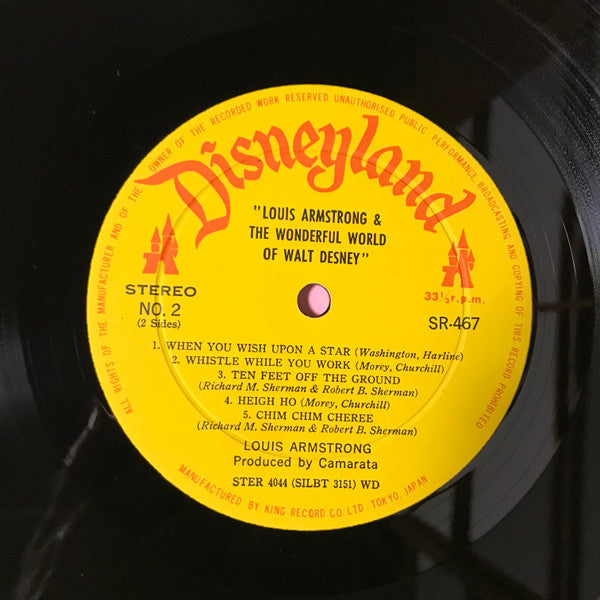 ALL RIGHTS OF THE MANUFACTURER AND OF THE OWNER OF THE RECORDED WORK RESERVED UNAUTHORISED PUBLIC PERFORMANCE, BROADCASTING AND COPYING OF THIS RECORD PROHIBITED
Disneyland
"LOUIS ARMSTRONG &
THE WONDERFUL WORLD
OF WALT DESNEY"
STEREO
33⅓r.p.m.
NO. 2
(2 Sides)
SR-467
1. WHEN YOU WISH UPON A STAR (Washington, Harline)
2. WHISTLE WHILE YOU WORK (Morey, Churchill)
3. TEN FEET OFF THE GROUND
(Richard M. Sherman & Robert B. Sherman)
4. HEIGH HO (Morey, Churchill)
5. CHIM CHIM CHEREE
(Richard M. Sherman & Robert B. Sherman)
LOUIS ARMSTRONG
Produced by Camarata
STER 4044 (SILBT 3151) WD
MANUFACTURED BY KING RECORD CO. LTD. TOKYO, JAPAN